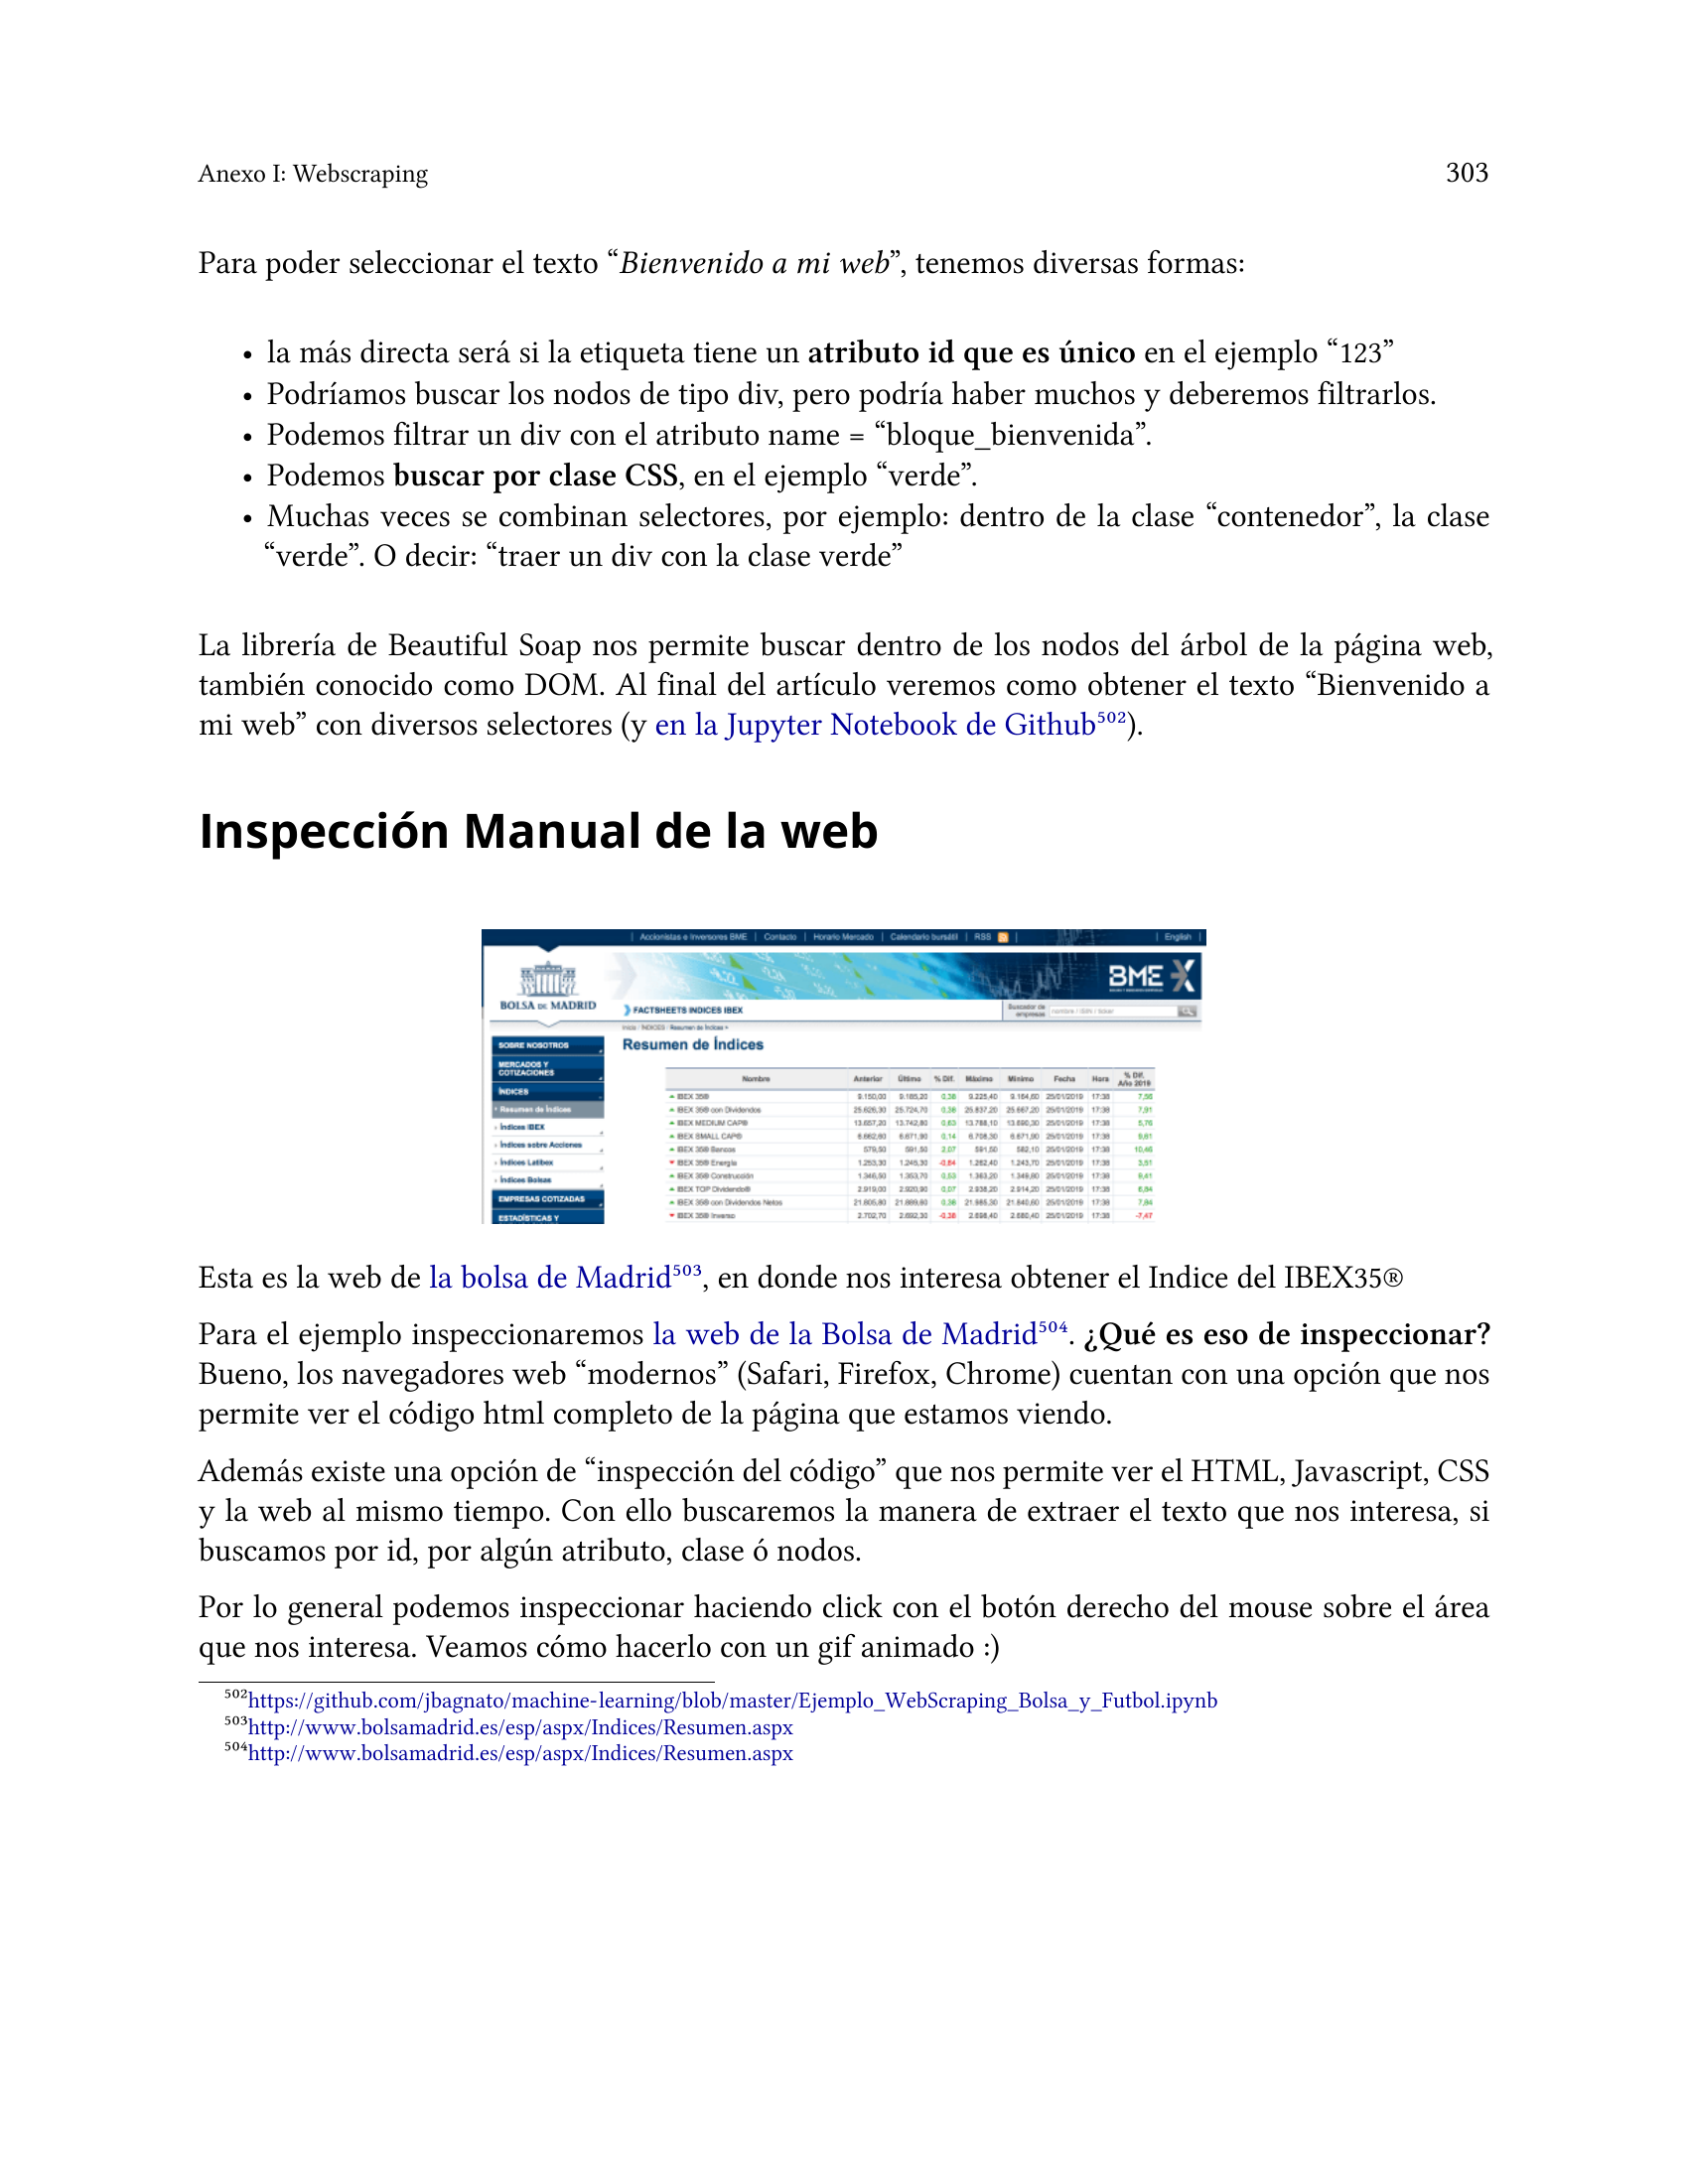 Anexo I: Webscraping 303
Para poder seleccionar el texto “Bienvenido a mi web”, tenemos diversas formas:
• la más directa será si la etiqueta tiene un atributo id que es único en el ejemplo “123”
• Podríamos buscar los nodos de tipo div, pero podría haber muchos y deberemos filtrarlos.
• Podemos filtrar un div con el atributo name = “bloque_bienvenida”.
• Podemos buscar por clase CSS, en el ejemplo “verde”.
• Muchas veces se combinan selectores, por ejemplo: dentro de la clase “contenedor”, la clase
“verde”. O decir: “traer un div con la clase verde”
La librería de Beautiful Soap nos permite buscar dentro de los nodos del árbol de la página web,
también conocido como DOM. Al final del artículo veremos como obtener el texto “Bienvenido a
mi web” con diversos selectores (y en la Jupyter Notebook de Github⁵⁰²).
Inspección Manual de la web
Accionistas e Inversores BME | Contacto | Horario Mercado | Calendario bursátil | RSS | English
BME X
BOLSA DE MADRID
FACTSHEETS INDICES IBEX
Buscador de
empresas nombre / ISIN / ticker
Inicio / ÍNDICES / Resumen de Índices
Resumen de Índices
SOBRE NOSOTROS
MERCADOS Y
COTIZACIONES
ÍNDICES
Resumen de Índices
Índices IBEX
Índices sobre Acciones
Índices Latibex
Índices Bolsas
EMPRESAS COTIZADAS
ESTADÍSTICAS Y
Nombre Anterior Último % Dif. Máximo Mínimo Fecha Hora % Dif. Año 2019
IBEX 35® 9.150,00 9.185,20 0,38 9.225,40 9.164,60 25/01/2019 17:38 7,56
IBEX 35® con Dividendos 25.626,30 25.724,70 0,38 25.837,20 25.667,20 25/01/2019 17:38 7,91
IBEX MEDIUM CAP® 13.657,20 13.742,80 0,63 13.788,10 13.690,30 25/01/2019 17:38 5,76
IBEX SMALL CAP® 6.662,60 6.671,90 0,14 6.708,30 6.671,90 25/01/2019 17:38 9,61
IBEX 35® Bancos 579,50 591,50 2,07 591,50 582,10 25/01/2019 17:38 10,46
IBEX 35® Energía 1.253,30 1.245,30 -0,64 1.262,40 1.243,70 25/01/2019 17:38 3,51
IBEX 35® Construcción 1.346,50 1.353,70 0,53 1.363,20 1.349,80 25/01/2019 17:38 9,41
IBEX TOP Dividendo® 2.919,00 2.920,90 0,07 2.938,20 2.914,20 25/01/2019 17:38 6,84
IBEX 35® con Dividendos Netos 0,38 25/01/2019 17:38 7,84
IBEX 35® Inverso 2.702,70 2.692,30 -0,38 2.698,40 2.680,40 25/01/2019 17:38 -7,47
Esta es la web de la bolsa de Madrid⁵⁰³, en donde nos interesa obtener el Indice del IBEX35®
Para el ejemplo inspeccionaremos la web de la Bolsa de Madrid⁵⁰⁴. ¿Qué es eso de inspeccionar?
Bueno, los navegadores web “modernos” (Safari, Firefox, Chrome) cuentan con una opción que nos
permite ver el código html completo de la página que estamos viendo.
Además existe una opción de “inspección del código” que nos permite ver el HTML, Javascript, CSS
y la web al mismo tiempo. Con ello buscaremos la manera de extraer el texto que nos interesa, si
buscamos por id, por algún atributo, clase ó nodos.
Por lo general podemos inspeccionar haciendo click con el botón derecho del mouse sobre el área
que nos interesa. Veamos cómo hacerlo con un gif animado :)
⁵⁰²https://github.com/jbagnato/machine-learning/blob/master/Ejemplo_WebScraping_Bolsa_y_Futbol.ipynb
⁵⁰³http://www.bolsamadrid.es/esp/aspx/Indices/Resumen.aspx
⁵⁰⁴http://www.bolsamadrid.es/esp/aspx/Indices/Resumen.aspx